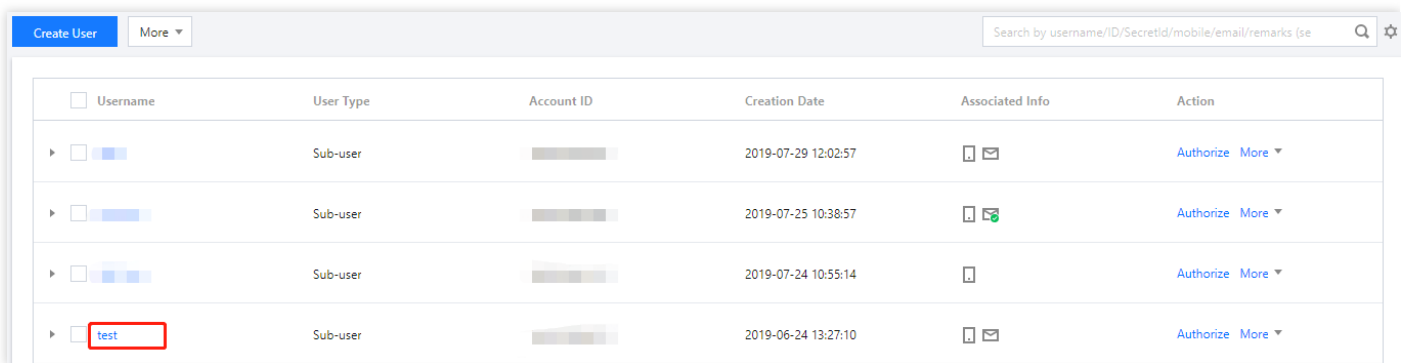 Create User More Search by username/ID/SecretId/mobile/email/remarks (se
Username User Type Account ID Creation Date Associated Info Action
Sub-user 2019-07-29 12:02:57 Authorize More
Sub-user 2019-07-25 10:38:57 Authorize More
Sub-user 2019-07-24 10:55:14 Authorize More
test Sub-user 2019-06-24 13:27:10 Authorize More